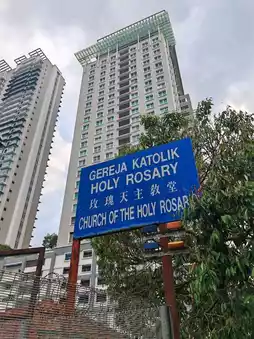 GEREJA KATOLIK
HOLY ROSARY
玫瑰天主教堂
CHURCH OF THE HOLY ROSAR